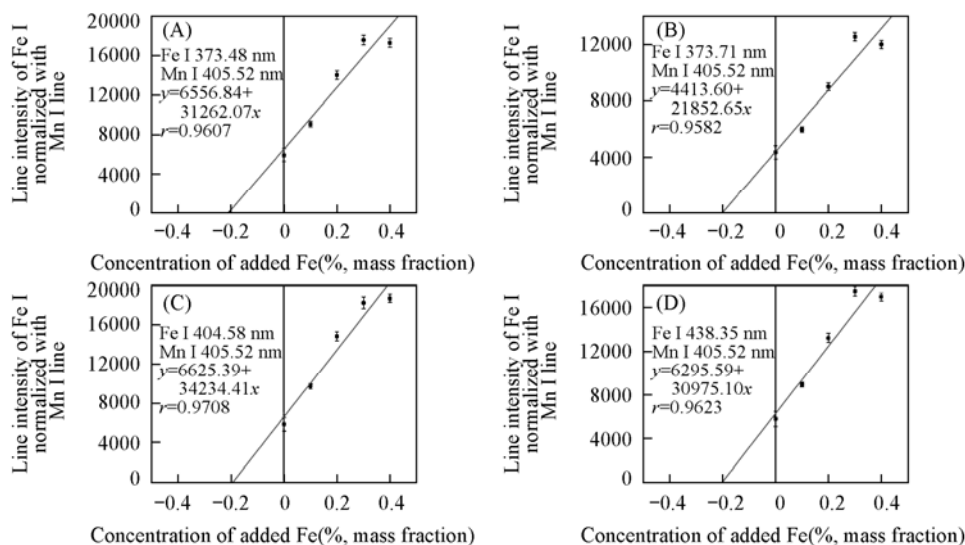 (A)
Fe I 373.48 nm
Mn I 405.52 nm
y=6556.84+
31262.07x
r=0.9607
20000
16000
12000
8000
4000
0
−0.4 −0.2 0 0.2 0.4
Line intensity of Fe I
normalized with
Mn I line
Concentration of added Fe(%, mass fraction)
(B)
Fe I 373.71 nm
Mn I 405.52 nm
y=4413.60+
21852.65x
r=0.9582
12000
8000
4000
0
−0.4 −0.2 0 0.2 0.4
Line intensity of Fe I
normalized with
Mn I line
Concentration of added Fe(%, mass fraction)
(C)
Fe I 404.58 nm
Mn I 405.52 nm
y=6625.39+
34234.41x
r=0.9708
20000
16000
12000
8000
4000
0
−0.4 −0.2 0 0.2 0.4
Line intensity of Fe I
normalized with
Mn I line
Concentration of added Fe(%, mass fraction)
(D)
Fe I 438.35 nm
Mn I 405.52 nm
y=6295.59+
30975.10x
r=0.9623
16000
12000
8000
4000
0
−0.4 −0.2 0 0.2 0.4
Line intensity of Fe I
normalized with
Mn I line
Concentration of added Fe(%, mass fraction)